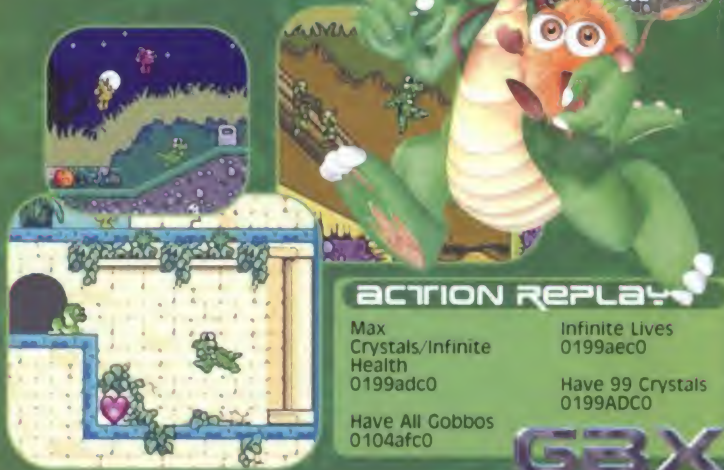 ACTION REPLAY
Max
Crystals/Infinite
Health
0199adc0
Have All Gobbos
0104afc0
Infinite Lives
0199aec0
Have 99 Crystals
0199ADC0
GBX